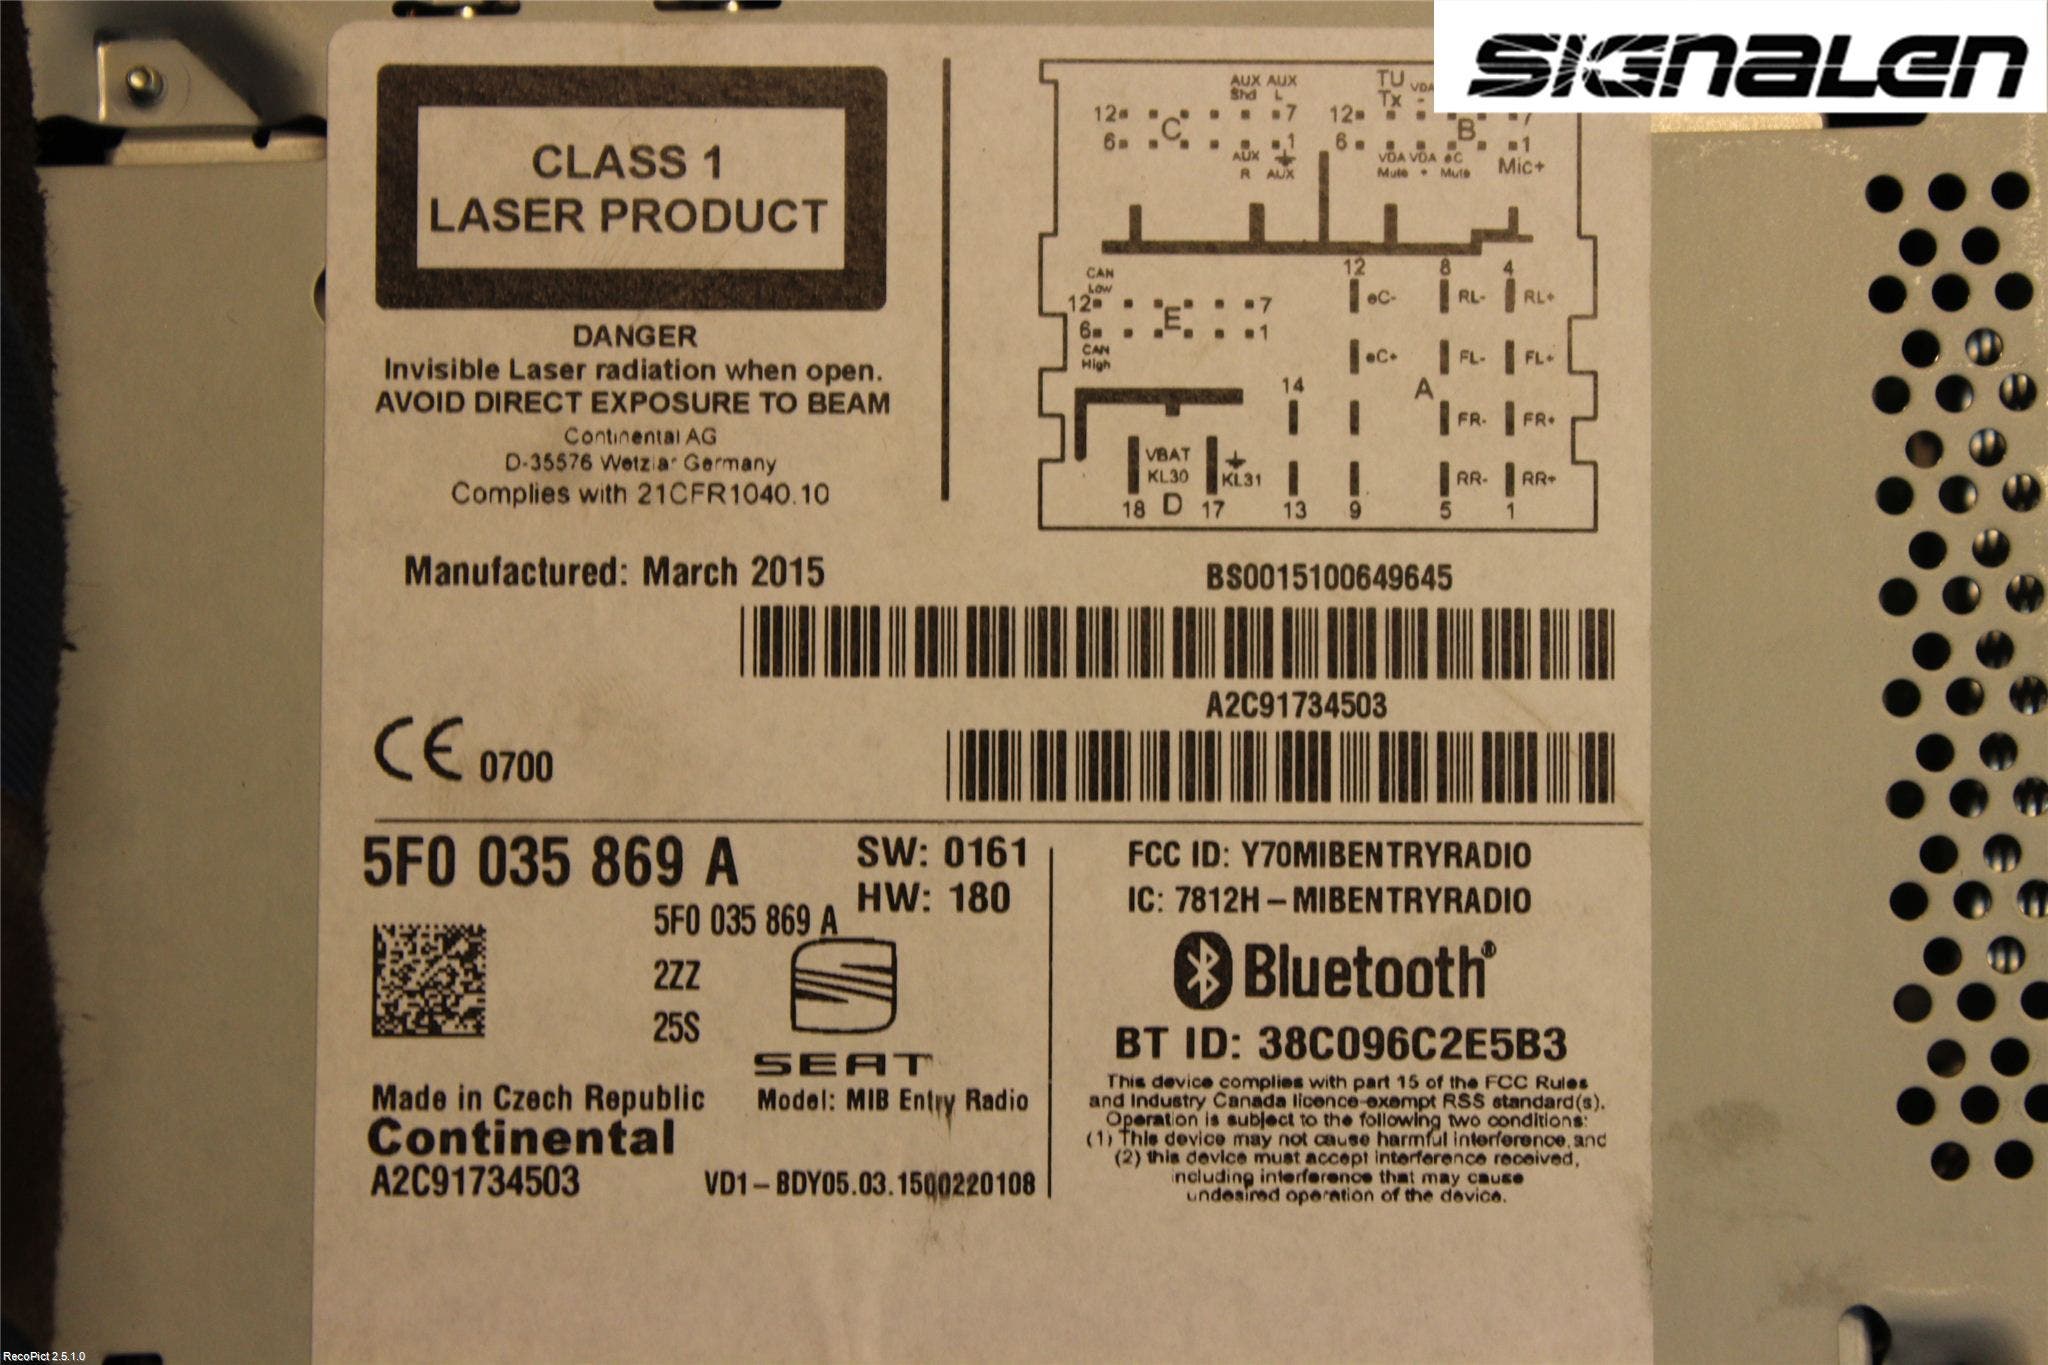 SIGNALEN
CLASS 1
LASER PRODUCT
DANGER
Invisible Laser radiation when open.
AVOID DIRECT EXPOSURE TO BEAM
Continental AG
D-35576 Wetzlar Germany
Complies with 21CFR1040.10
AUX AUX
Shd L
TU
Tx
VDA
-
12 C 7
6 1
12 B 7
6 1
AUX
R AUX
VDA VDA eC
Mute + Mute
Mic+
CAN
Low
12 7
E
6 1
CAN
High
12 8 4
eC- RL- RL+
eC+ FL- FL+
14 A
FR- FR+
VBAT
KL30 KL31 RR- RR+
18 D 17 13 9 5 1
Manufactured: March 2015
BS0015100649645
A2C91734503
CE 0700
5F0 035 869 A
SW: 0161
HW: 180
5F0 035 869 A
2ZZ
25S
SEAT
Made in Czech Republic
Model: MIB Entry Radio
Continental
A2C91734503
VD1-BDY05.03.1500220108
FCC ID: Y70MIBENTRYRADIO
IC: 7812H-MIBENTRYRADIO
Bluetooth®
BT ID: 38C096C2E5B3
This device complies with part 15 of the FCC Rules
and Industry Canada licence-exempt RSS standard(s).
Operation is subject to the following two conditions:
(1) This device may not cause harmful interference, and
(2) this device must accept interference received,
including interference that may cause
undesired operation of the device.
RecoPict 2.5.1.0